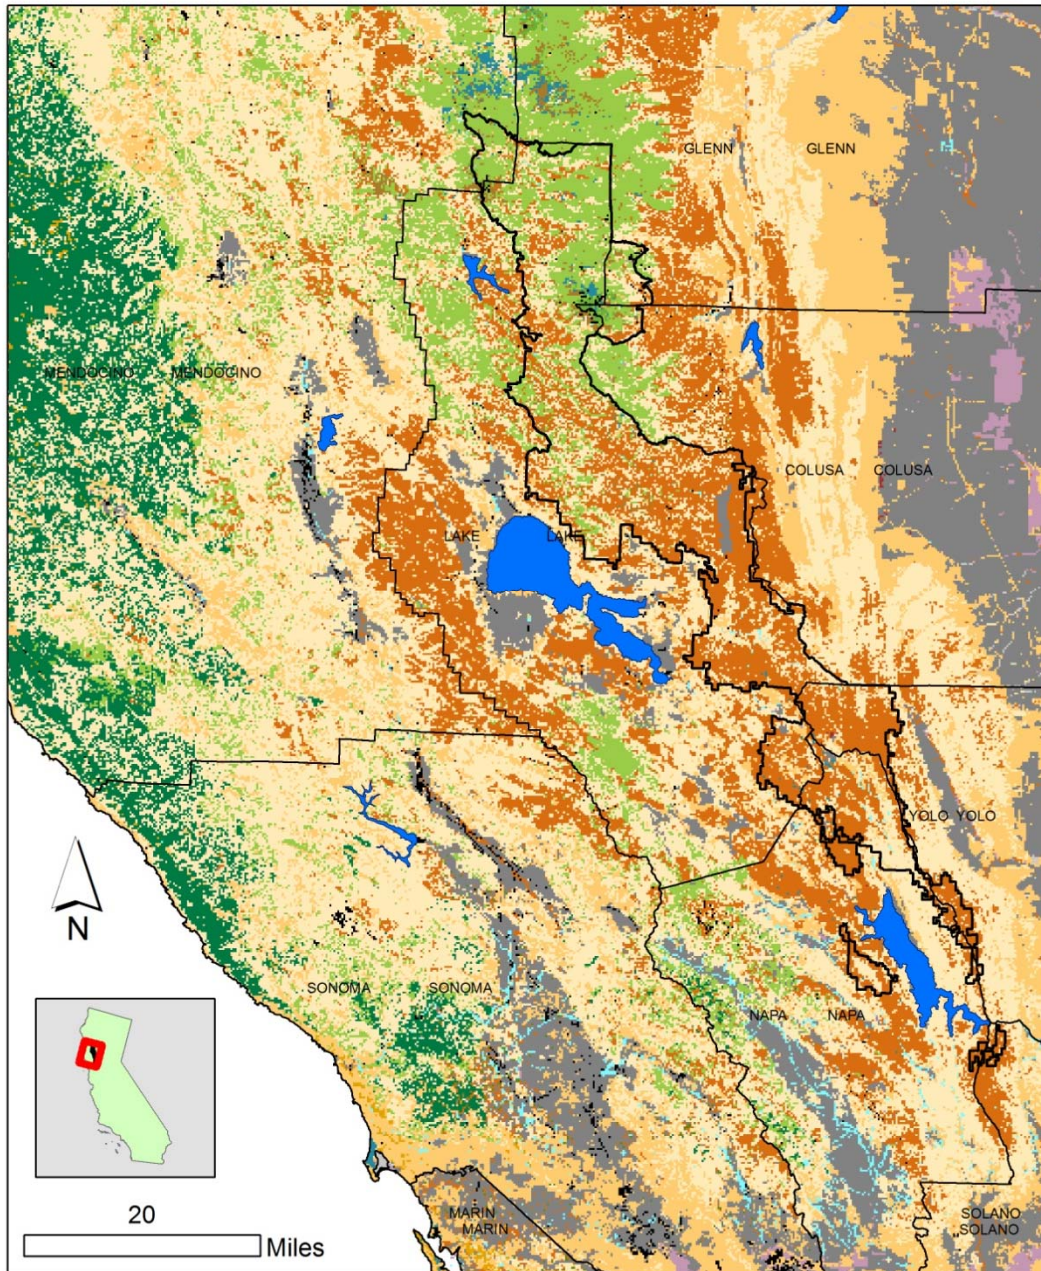 GLENN GLENN
MENDOCINO MENDOCINO
COLUSA COLUSA
LAKE LAKE
YOLO YOLO
N
SONOMA SONOMA
NAPA NAPA
MARIN
MARIN
SOLANO
SOLANO
20
Miles